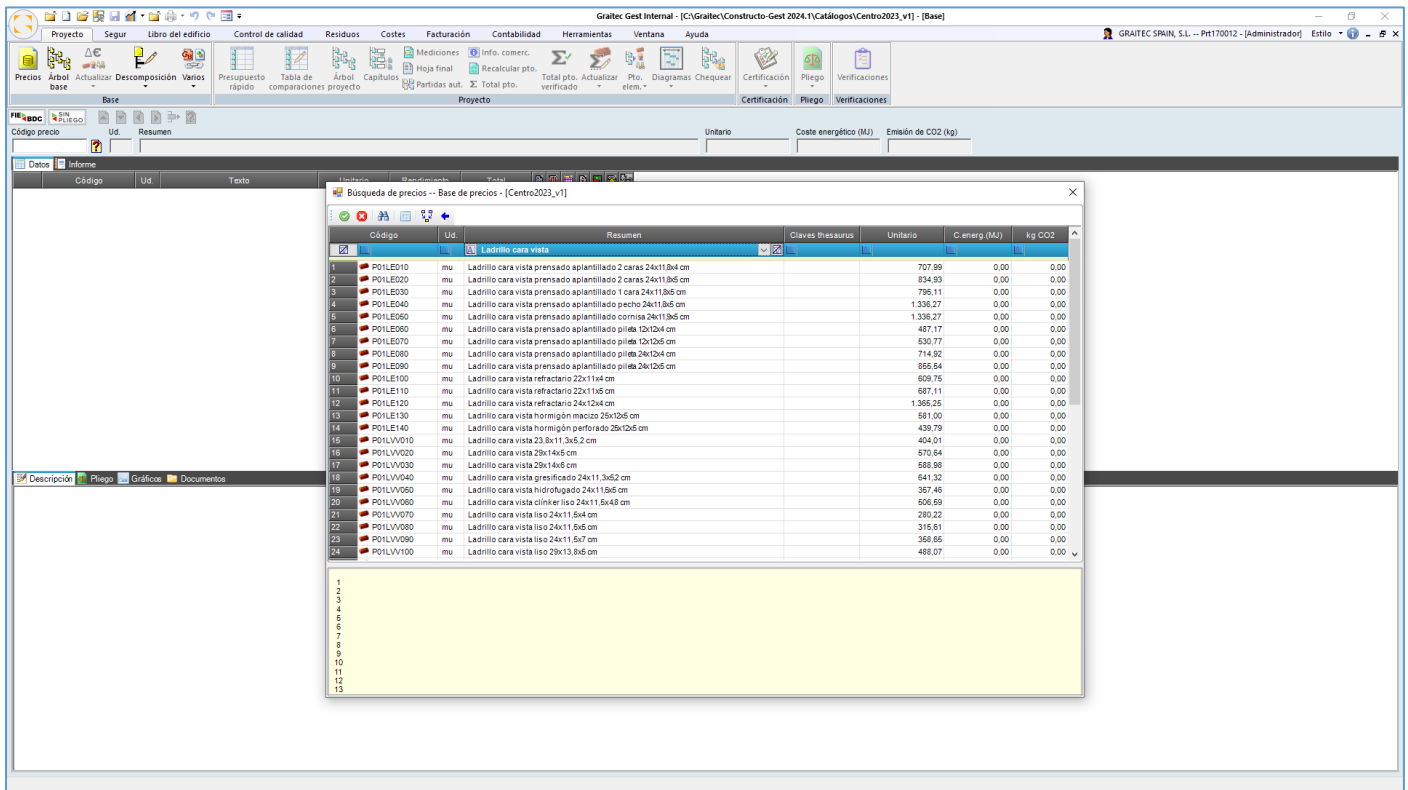 Graitec Gest Internal - [C:\Graitec\Constructo-Gest 2024.1\Catálogos\Centro2023_v1] - [Base]
Proyecto Segur Libro del edificio Control de calidad Residuos Costes Facturación Contabilidad Herramientas Ventana Ayuda GRAITEC SPAIN, S.L. -- Prt170012 - [Administrador] Estilo
Mediciones Info. comerc.
Hoja final Recalcular pto.
Partidas aut. Σ Total pto.
Precios Árbol base Actualizar Descomposición Varios Presupuesto rápido Tabla de comparaciones Árbol proyecto Capítulos Total pto. verificado Actualizar Pto. elem. Diagramas Chequear Certificación Pliego Verificaciones
Base Proyecto Certificación Pliego Verificaciones
FIE BDC SIN PLIEGO
Código precio Ud. Resumen Unitario Coste energético (MJ) Emisión de CO2 (kg)
Datos Informe
Código Ud. Texto Unitario Rendimiento Total
Búsqueda de precios -- Base de precios - [Centro2023_v1]
Código Ud. Resumen Claves thesaurus Unitario C.energ.(MJ) kg CO2
Ladrillo cara vista
1 P01LE010 mu Ladrillo cara vista prensado aplantillado 2 caras 24x11,8x4 cm 707,99 0,00 0,00
2 P01LE020 mu Ladrillo cara vista prensado aplantillado 2 caras 24x11,8x5 cm 834,93 0,00 0,00
3 P01LE030 mu Ladrillo cara vista prensado aplantillado 1 cara 24x11,8x5 cm 795,11 0,00 0,00
4 P01LE040 mu Ladrillo cara vista prensado aplantillado pecho 24x11,8x5 cm 1.336,27 0,00 0,00
5 P01LE050 mu Ladrillo cara vista prensado aplantillado cornisa 24x11,9x5 cm 1.336,27 0,00 0,00
6 P01LE060 mu Ladrillo cara vista prensado aplantillado pileta 12x12x4 cm 487,17 0,00 0,00
7 P01LE070 mu Ladrillo cara vista prensado aplantillado pileta 12x12x5 cm 530,77 0,00 0,00
8 P01LE080 mu Ladrillo cara vista prensado aplantillado pileta 24x12x4 cm 714,92 0,00 0,00
9 P01LE090 mu Ladrillo cara vista prensado aplantillado pileta 24x12x5 cm 855,54 0,00 0,00
10 P01LE100 mu Ladrillo cara vista refractario 22x11x4 cm 609,75 0,00 0,00
11 P01LE110 mu Ladrillo cara vista refractario 22x11x5 cm 687,11 0,00 0,00
12 P01LE120 mu Ladrillo cara vista refractario 24x12x4 cm 1.365,25 0,00 0,00
13 P01LE130 mu Ladrillo cara vista hormigón macizo 25x12x5 cm 581,00 0,00 0,00
14 P01LE140 mu Ladrillo cara vista hormigón perforado 25x12x5 cm 439,79 0,00 0,00
15 P01LVV010 mu Ladrillo cara vista 23,8x11,3x5,2 cm 404,01 0,00 0,00
16 P01LVV020 mu Ladrillo cara vista 29x14x5 cm 570,64 0,00 0,00
17 P01LVV030 mu Ladrillo cara vista 29x14x6 cm 588,98 0,00 0,00
18 P01LVV040 mu Ladrillo cara vista gresificado 24x11,3x5,2 cm 641,32 0,00 0,00
19 P01LVV050 mu Ladrillo cara vista hidrofugado 24x11,5x5 cm 367,46 0,00 0,00
20 P01LVV060 mu Ladrillo cara vista clínker liso 24x11,5x4,8 cm 506,59 0,00 0,00
21 P01LVV070 mu Ladrillo cara vista liso 24x11,5x4 cm 280,22 0,00 0,00
22 P01LVV080 mu Ladrillo cara vista liso 24x11,5x5 cm 315,61 0,00 0,00
23 P01LVV090 mu Ladrillo cara vista liso 24x11,5x7 cm 358,65 0,00 0,00
24 P01LVV100 mu Ladrillo cara vista liso 29x13,8x5 cm 488,07 0,00 0,00
Descripción Pliego Gráficos Documentos
1
2
3
4
5
6
7
8
9
10
11
12
13